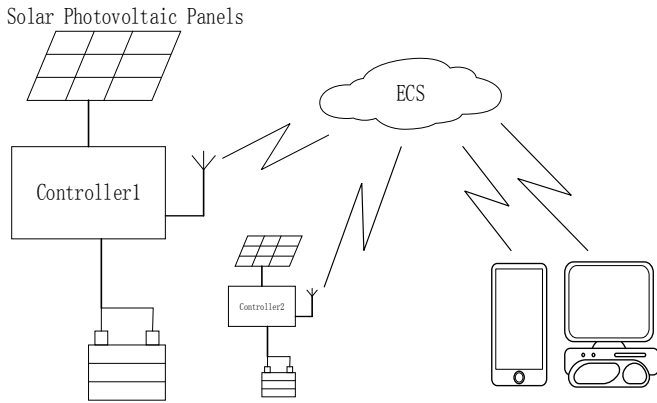 Solar Photovoltaic Panels
ECS
Controller1
Controller2